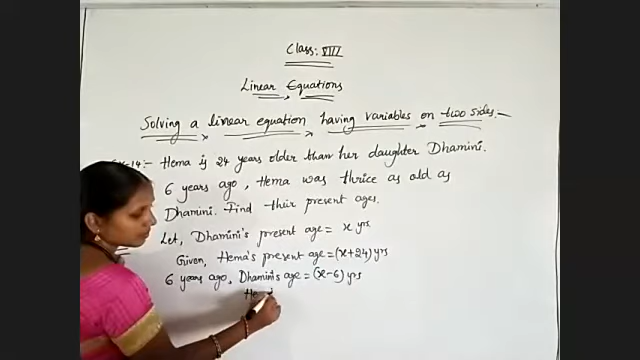 Class: VIII
Linear Equations
Solving a linear equation having variables on two sides:-
Ex-14:- Hema is 24 years older than her daughter Dhamini.
6 years ago, Hema was thrice as old as
Dhamini. Find their present ages.
Let, Dhamini's present age = x yrs.
Given, Hema's present age = (x+24) yrs
6 years ago, Dhamini's age = (x-6) yrs